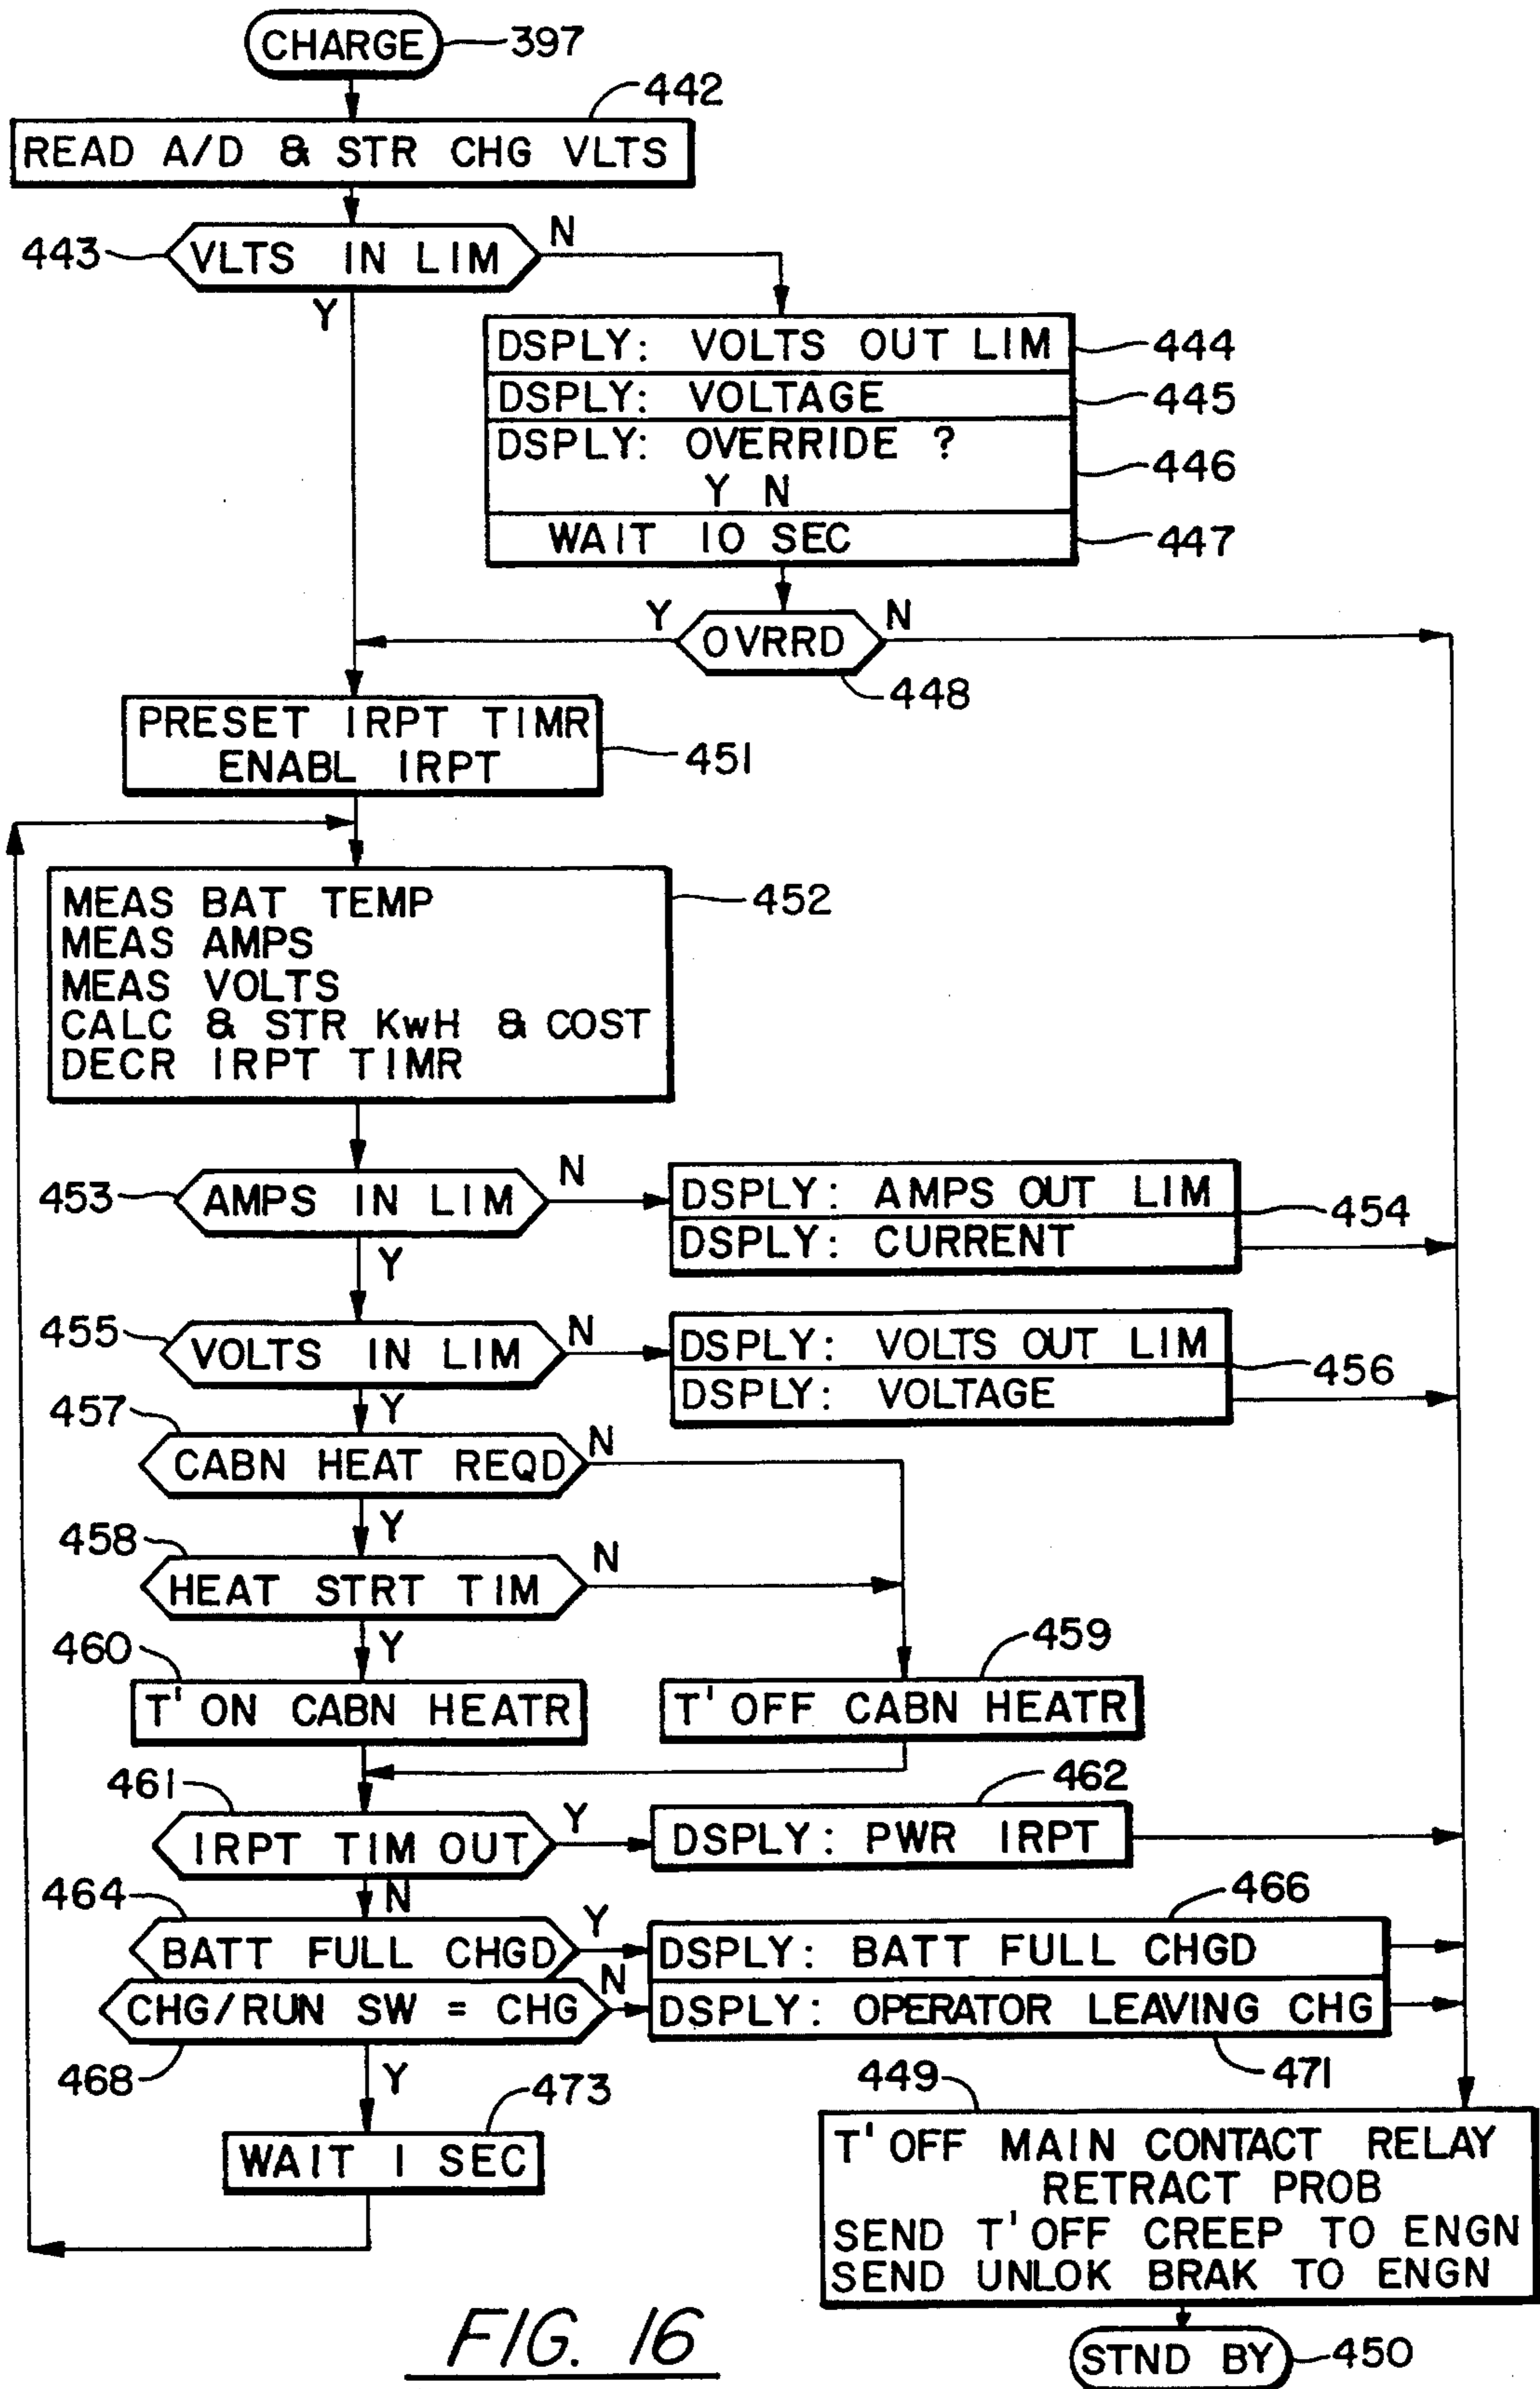 CHARGE 397
442
READ A/D & STR CHG VLTS
443 VLTS IN LIM N
Y
DSPLY: VOLTS OUT LIM 444
DSPLY: VOLTAGE 445
DSPLY: OVERRIDE ?
Y N
446
WAIT 10 SEC 447
Y OVRRD N
448
PRESET IRPT TIMR
ENABL IRPT
451
MEAS BAT TEMP 452
MEAS AMPS
MEAS VOLTS
CALC & STR KwH & COST
DECR IRPT TIMR
453 AMPS IN LIM N
Y
DSPLY: AMPS OUT LIM
DSPLY: CURRENT
454
455 VOLTS IN LIM N
Y
DSPLY: VOLTS OUT LIM
DSPLY: VOLTAGE
456
457
CABN HEAT REQD N
Y
458
HEAT STRT TIM N
Y
460
T'ON CABN HEATR
459
T'OFF CABN HEATR
461
IRPT TIM OUT Y
N
462
DSPLY: PWR IRPT
464
BATT FULL CHGD Y
466
DSPLY: BATT FULL CHGD
CHG/RUN SW = CHG N
DSPLY: OPERATOR LEAVING CHG
468
Y
471
473
WAIT 1 SEC
449
T'OFF MAIN CONTACT RELAY
RETRACT PROB
SEND T'OFF CREEP TO ENGN
SEND UNLOK BRAK TO ENGN
STND BY 450
FIG. 16